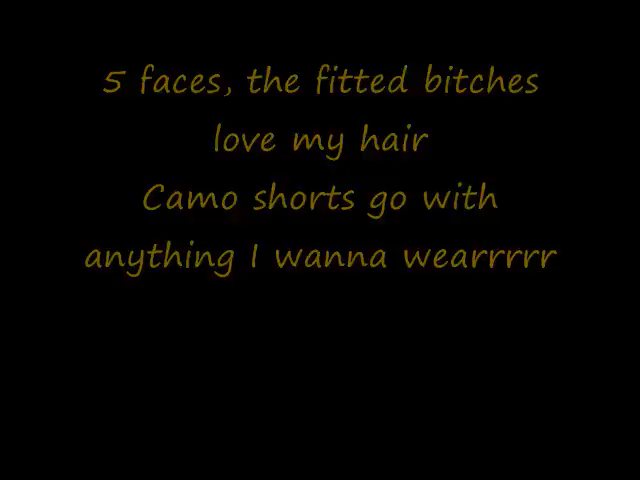 5 faces, the fitted bitches
love my hair
Camo shorts go with
anything I wanna wearrrrr